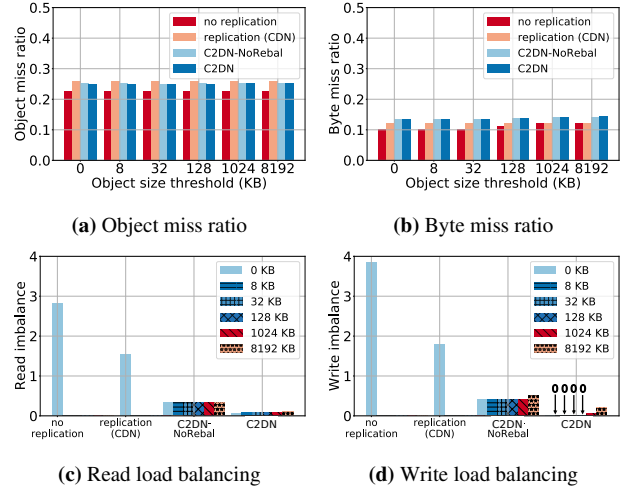 Object miss ratio
0.5
0.4
0.3
0.2
0.1
0.0
no replication
replication (CDN)
C2DN-NoRebal
C2DN
0 8 32 128 1024 8192
Object size threshold (KB)
(a) Object miss ratio
Byte miss ratio
0.5
0.4
0.3
0.2
0.1
0.0
no replication
replication (CDN)
C2DN-NoRebal
C2DN
0 8 32 128 1024 8192
Object size threshold (KB)
(b) Byte miss ratio
Read imbalance
4
3
2
1
0
0 KB
8 KB
32 KB
128 KB
1024 KB
8192 KB
no
replication
replication
(CDN)
C2DN-
NoRebal
C2DN
(c) Read load balancing
Write imbalance
4
3
2
1
0
0 KB
8 KB
32 KB
128 KB
1024 KB
8192 KB
0 0 0 0
no
replication
replication
(CDN)
C2DN-
NoRebal
C2DN
(d) Write load balancing